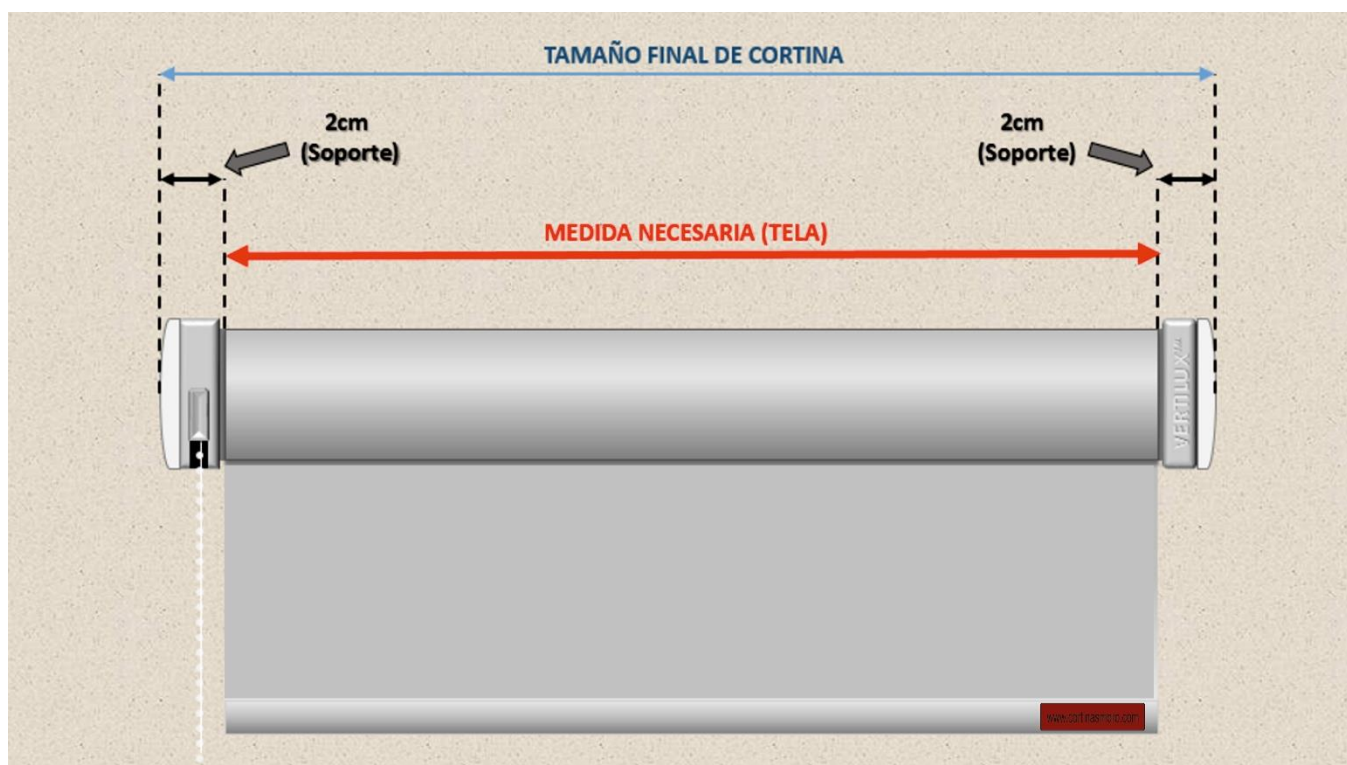 TAMAÑO FINAL DE CORTINA
2cm
(Soporte)
2cm
(Soporte)
MEDIDA NECESARIA (TELA)
VERTILUX